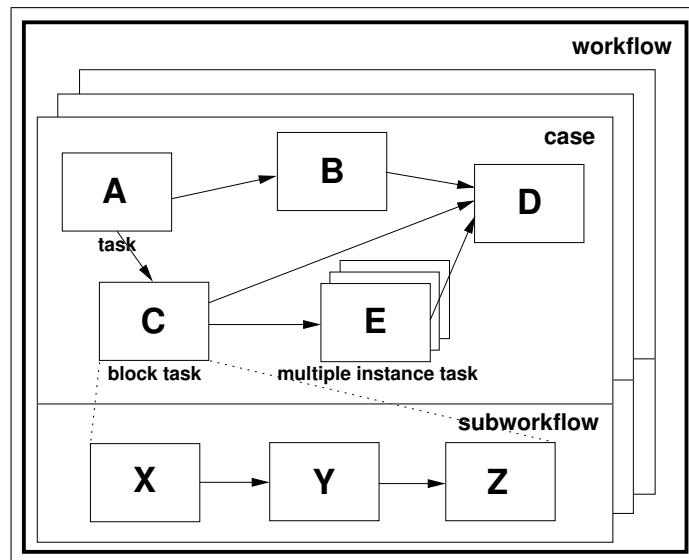 workflow
case
A
B
D
task
C
E
block task
multiple instance task
subworkflow
X
Y
Z